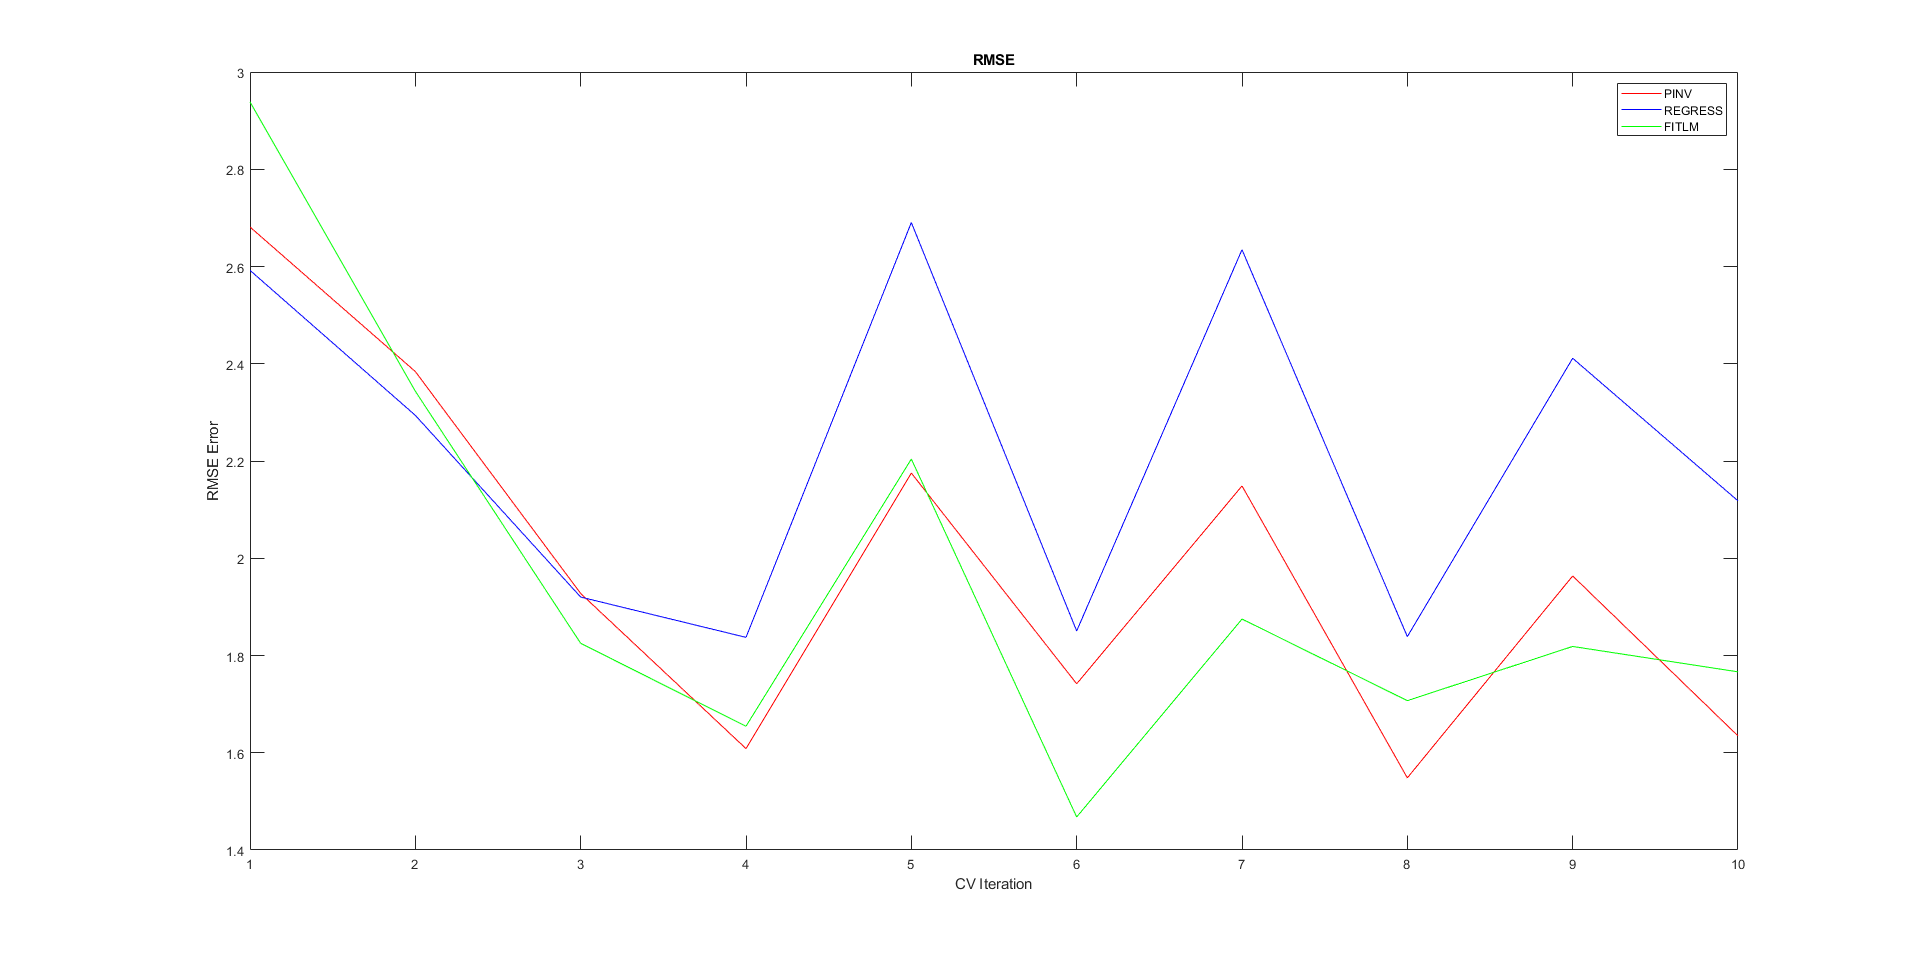 RMSE
PINV
REGRESS
FITLM
3
2.8
2.6
2.4
2.2
2
1.8
1.6
1.4
RMSE Error
1 2 3 4 5 6 7 8 9 10
CV Iteration